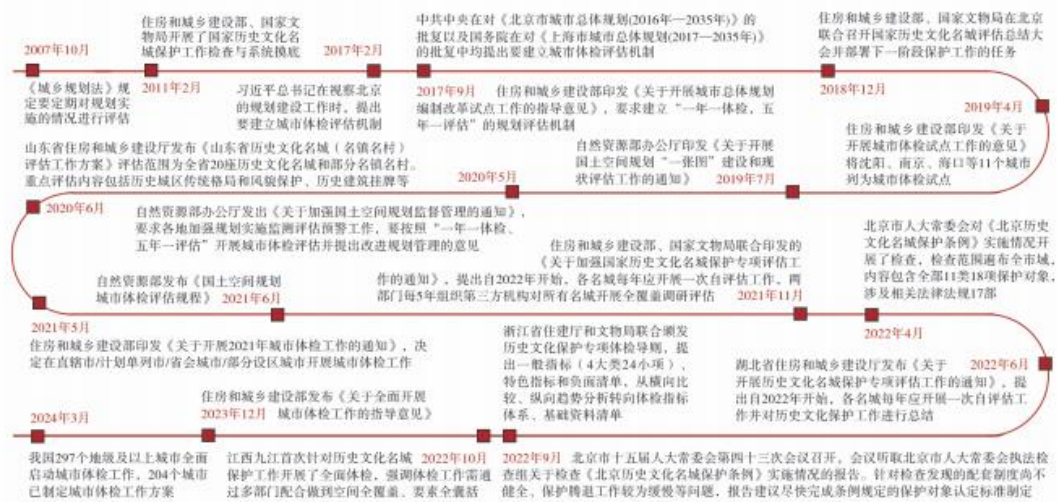 住房和城乡建设部、国家文
物局开展了国家历史文化名
城保护工作检查与系统摸底
2007年10月
《城乡规划法》规
定要定期对规划实
施的情况进行评估
2011年2月
2017年2月
习近平总书记在视察北京
的规划建设工作时，提出
要建立城市体检评估机制
中共中央在对《北京市城市总体规划(2016年—2035年)》的
批复以及国务院在对《上海市城市总规划(2017—2035年)》
的批复中均提出要建立城市体检评估机制
2017年9月 住房和城乡建设部印发《关于开展城市总体规划
编制改革试点工作的指导意见》，要求建立“一年一体检，五
年一评估”的规划评估机制
住房和城乡建设部、国家文物局在北京
联合召开国家历史文化名城评估总结大
会并部署下一阶段保护工作的任务
2018年12月
2019年4月
住房和城乡建设部印发《关于
开展城市体检试点工作的意见》
将沈阳、南京、海口等11个城市
列为城市体检试点
自然资源部办公厅印发《关于开展
国土空间规划“一张图”建设和现
状评估工作的通知》 2019年7月
2020年5月
山东省住房和城乡建设厅发布《山东省历史文化名城（名镇名村）
评估工作方案》评估范围为全省20座历史文化名城和部分名镇名村。
重点评估内容包括历史城区传统格局和风貌保护、历史建筑挂牌等
2020年6月
自然资源部办公厅发出《关于加强国土空间规划监督管理的通知》，
要求各地加强规划实施监测评估预警工作，要按照“一年一体检、
五年一评估”开展城市体检评估并提出改进规划管理的意见
自然资源部发布《国土空间规划
城市体检评估规程》 2021年6月
2021年5月
住房和城乡建设部印发《关于开展2021年城市体检工作的通知》，决
定在直辖市/计划单列市/省会城市/部分设区城市开展城市体检工作
住房和城乡建设部、国家文物局联合印发的
《关于加强国家历史文化名城保护专项评估工
作的通知》，提出自2022年开始，各名城每年应开展一次自评估工作，两
部门每5年组织第三方机构对所有名城开展全覆盖调研评估 2021年11月
北京市人大常委会对《北京历史
文化名城保护条例》实施情况开
展了检查，检查范围遍布全市域，
内容包含全部11类18项保护对象，
涉及相关法律法规17部
2022年4月
2022年6月
湖北省住房和城乡建设厅发布《关于
开展历史文化名城保护专项评估工作的通知》，提
出自2022年开始，各名城每年应开展一次自评估工
作并对历史文化保护工作进行总结
浙江省住建厅和文物局联合颁发
历史文化保护专项体检导则，提
出一般指标（4大类24小项）、
特色指标和负面清单，从横向比
较、纵向趋势分析转向体检指标
体系、基础资料清单
2022年9月 北京市十五届人大常委会第四十三次会议召开。会议听取北京市人大常委会执法检
查组关于检查《北京历史文化名城保护条例》实施情况的报告。针对检查发现的配套制度尚不
健全、保护腾退工作较为缓慢等问题，报告建议尽快完成条例规定的保护对象认定标准制定
2022年10月
江西九江首次针对历史文化名城
保护工作开展了全面体检，强调体检工作需通
过多部门配合做到空间全覆盖、要素全囊括
住房和城乡建设部发布《关于全面开展
2023年12月 城市体检工作的指导意见》
2024年3月
我国297个地级及以上城市全面
启动城市体检工作，204个城市
已制定城市体检工作方案